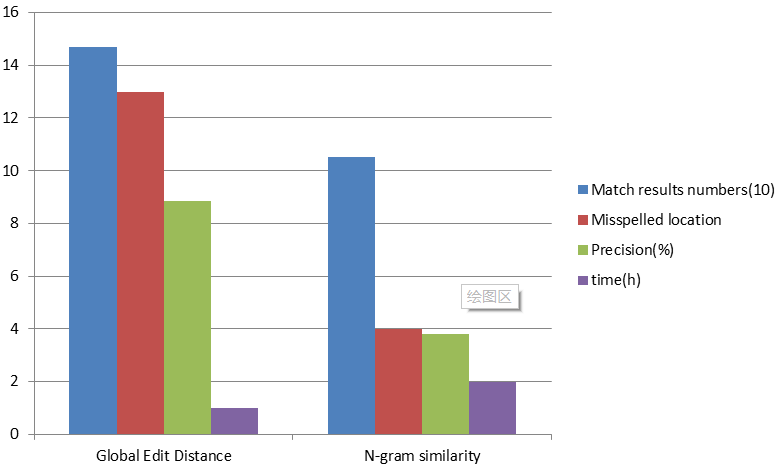 16
14
12
10
8
6
4
2
0
Global Edit Distance
N-gram similarity
绘图区
Match results numbers(10)
Misspelled location
Precision(%)
time(h)